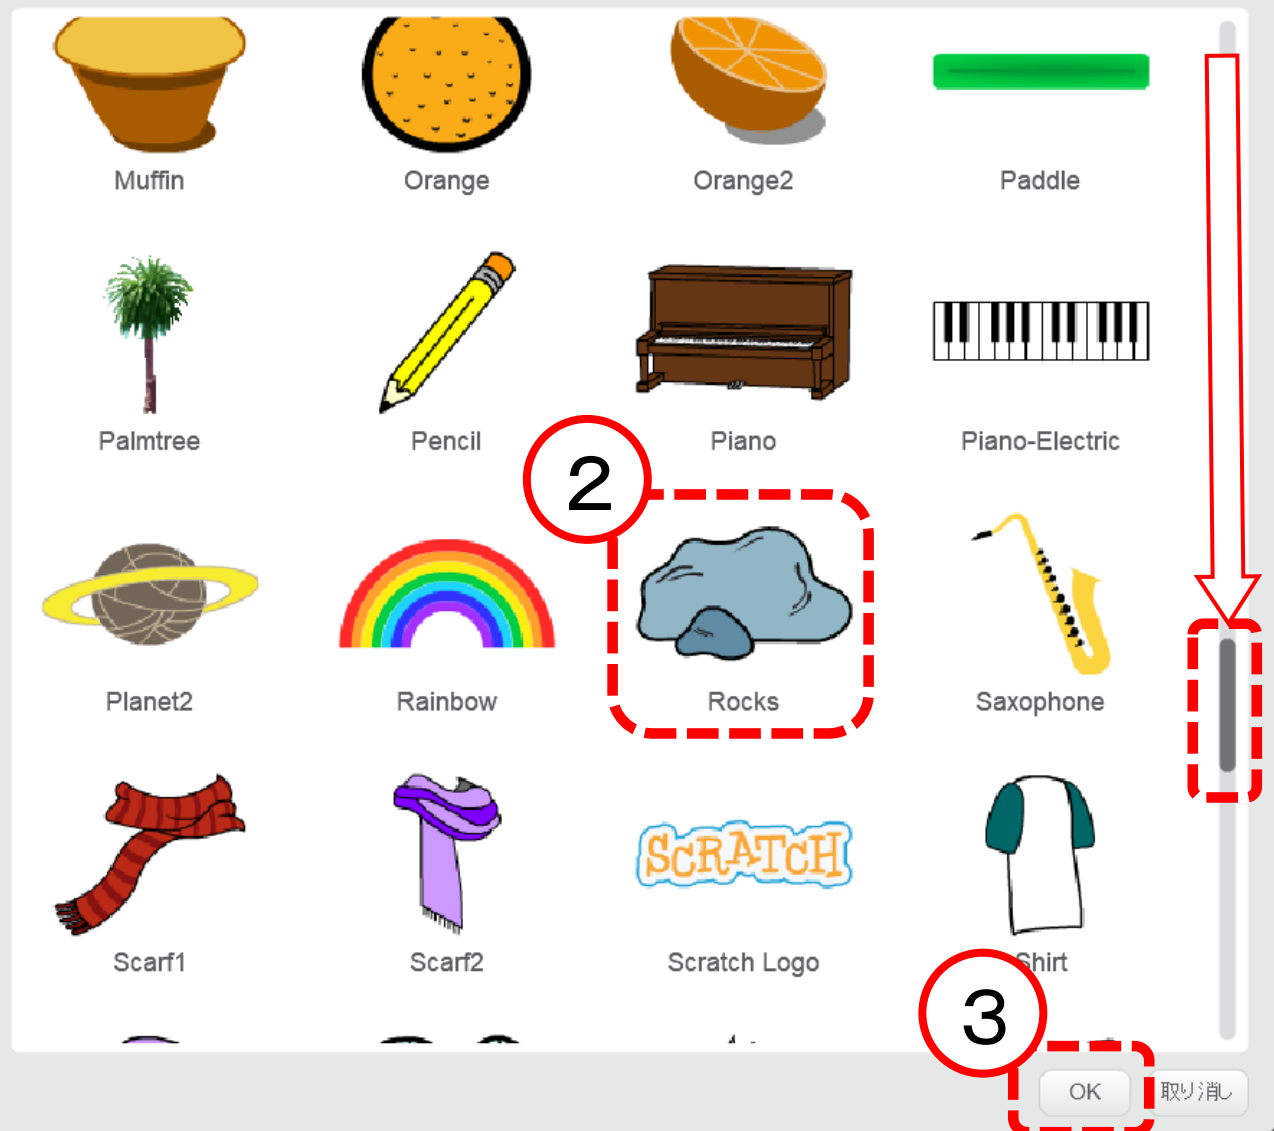 Muffin
Orange
Orange2
Paddle
Palmtree
Pencil
Piano
Piano-Electric
2
Planet2
Rainbow
Rocks
Saxophone
SCRATCH
Scarf1
Scarf2
Scratch Logo
Shirt
3
OK
取り消し